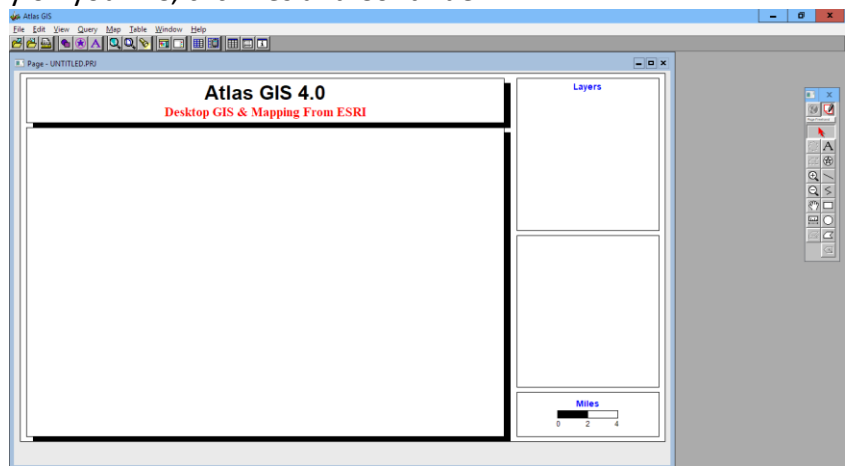 Atlas GIS
File Edit View Query Map Table Window Help
Page - UNTITLED.PRJ
Atlas GIS 4.0
Desktop GIS & Mapping From ESRI
Layers
Miles
0 2 4
A
A